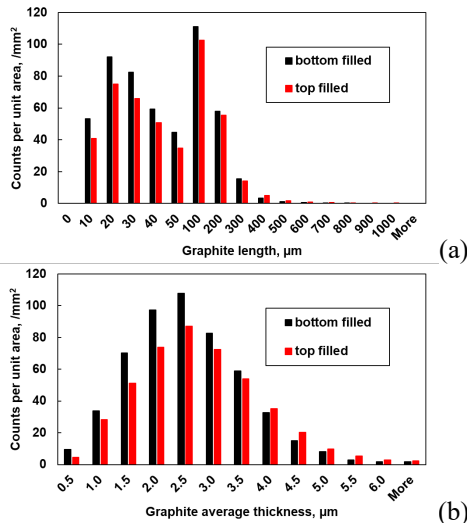 120
100
80
60
40
20
0
Counts per unit area, /mm2
bottom filled
top filled
0 10 20 30 40 50 100 200 300 400 500 600 700 800 900 1000 More
Graphite length, µm
(a)
120
100
80
60
40
20
0
Counts per unit area, /mm2
bottom filled
top filled
0.5 1.0 1.5 2.0 2.5 3.0 3.5 4.0 4.5 5.0 5.5 6.0 More
Graphite average thickness, µm
(b)